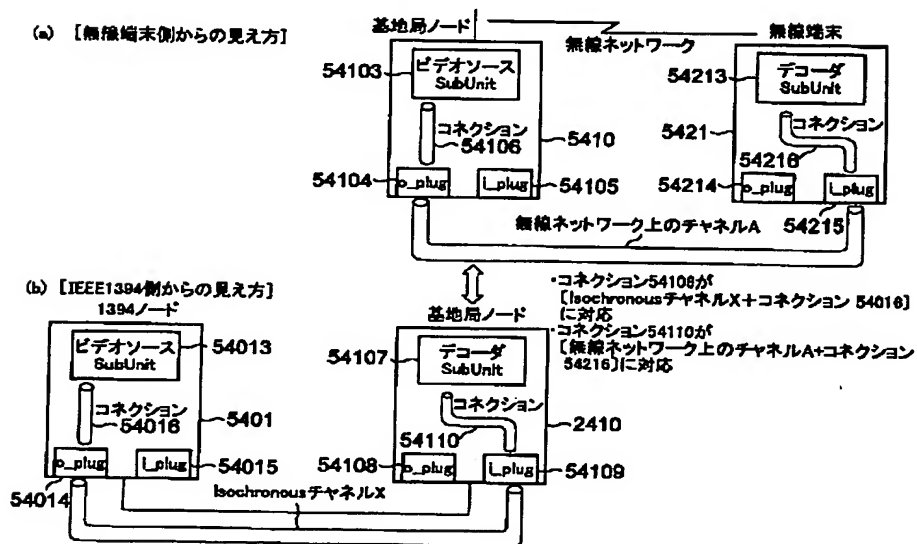 (a) [無線端末側からの見え方]
基地局ノード
無線ネットワーク
無線端末
54103
ビデオソース
SubUnit
コネクション
54106
5410
54104
o_plug
i_plug
54105
54213
デコーダ
SubUnit
5421
コネクション
54216
54214
o_plug
i_plug
54215
無線ネットワーク上のチャネルA
(b) [IEEE1394側からの見え方]
1394ノード
ビデオソース
SubUnit
54013
コネクション
54016
5401
o_plug
i_plug
54015
54014
IsochronousチャネルX
基地局ノード
54107
デコーダ
SubUnit
コネクション
54110
2410
54108
o_plug
i_plug
54109
・コネクション54106が
[IsochronousチャネルX+コネクション 54016]
に対応
・コネクション54110が
[無線ネットワーク上のチャネルA+コネクション
54216]に対応